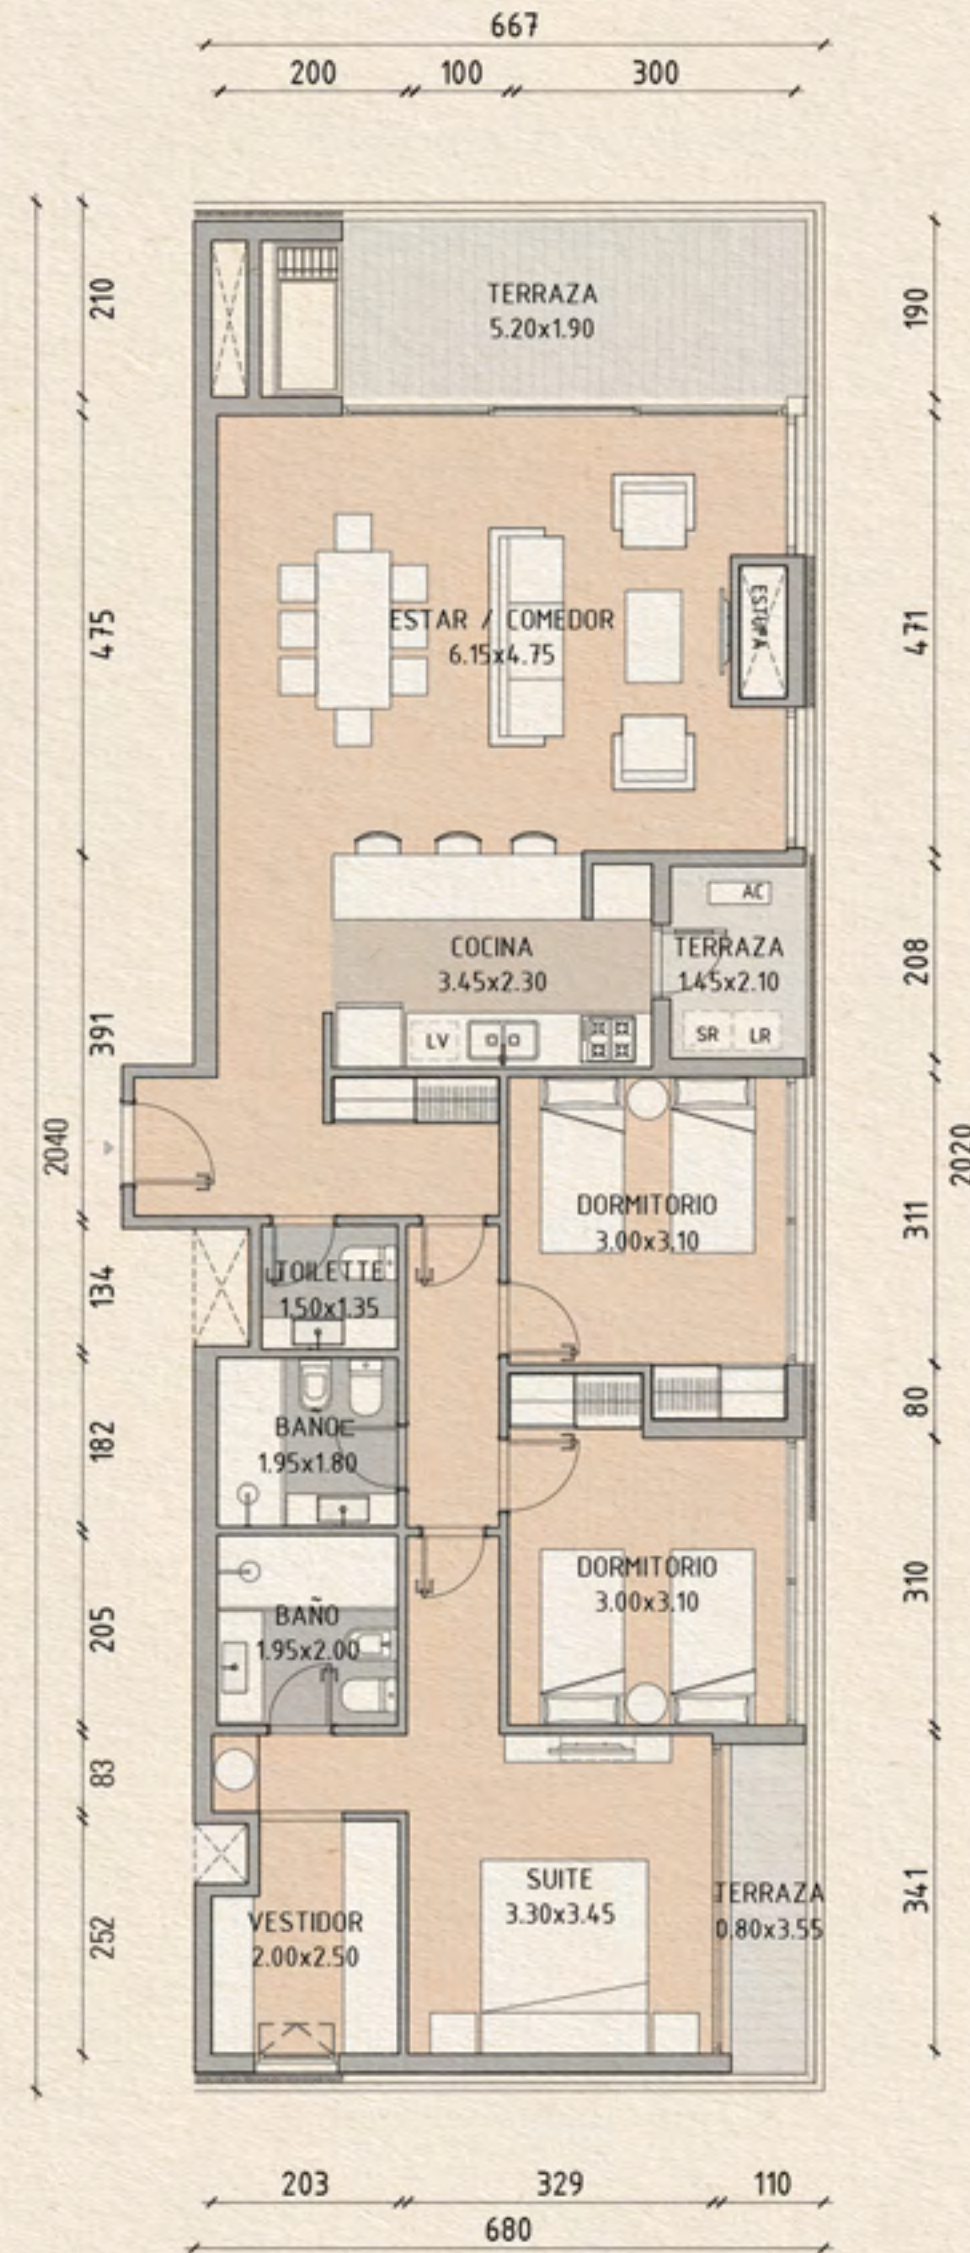 667
200 100 300
210
190
TERRAZA
5.20x1.90
475
471
ESTUFA
ESTAR / COMEDOR
6.15x4.75
AC
COCINA
3.45x2.30
TERRAZA
1.45x2.10
208
391
LV
SR LR
2040
2020
DORMITORIO
3.00x3.10
311
134
TOILETTE
1.50x1.35
80
182
BAÑO
1.95x1.80
DORMITORIO
3.00x3.10
310
205
BAÑO
1.95x2.00
83
SUITE
3.30x3.45
TERRAZA
0.80x3.55
341
VESTIDOR
2.00x2.50
252
203 329 110
680